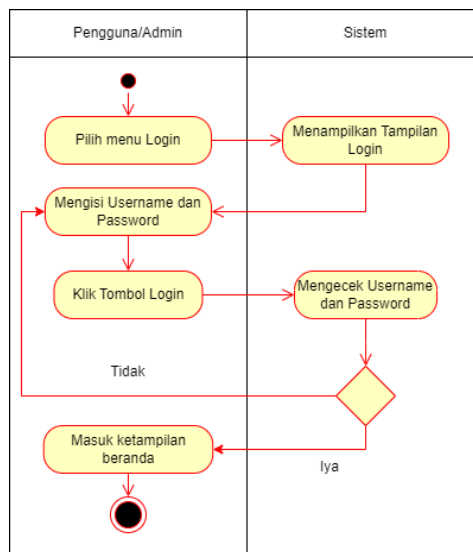 Pengguna/Admin
Sistem
Pilih menu Login
Menampilkan Tampilan
Login
Mengisi Username dan
Password
Klik Tombol Login
Mengecek Username
dan Password
Tidak
Masuk ketampilan
beranda
Iya